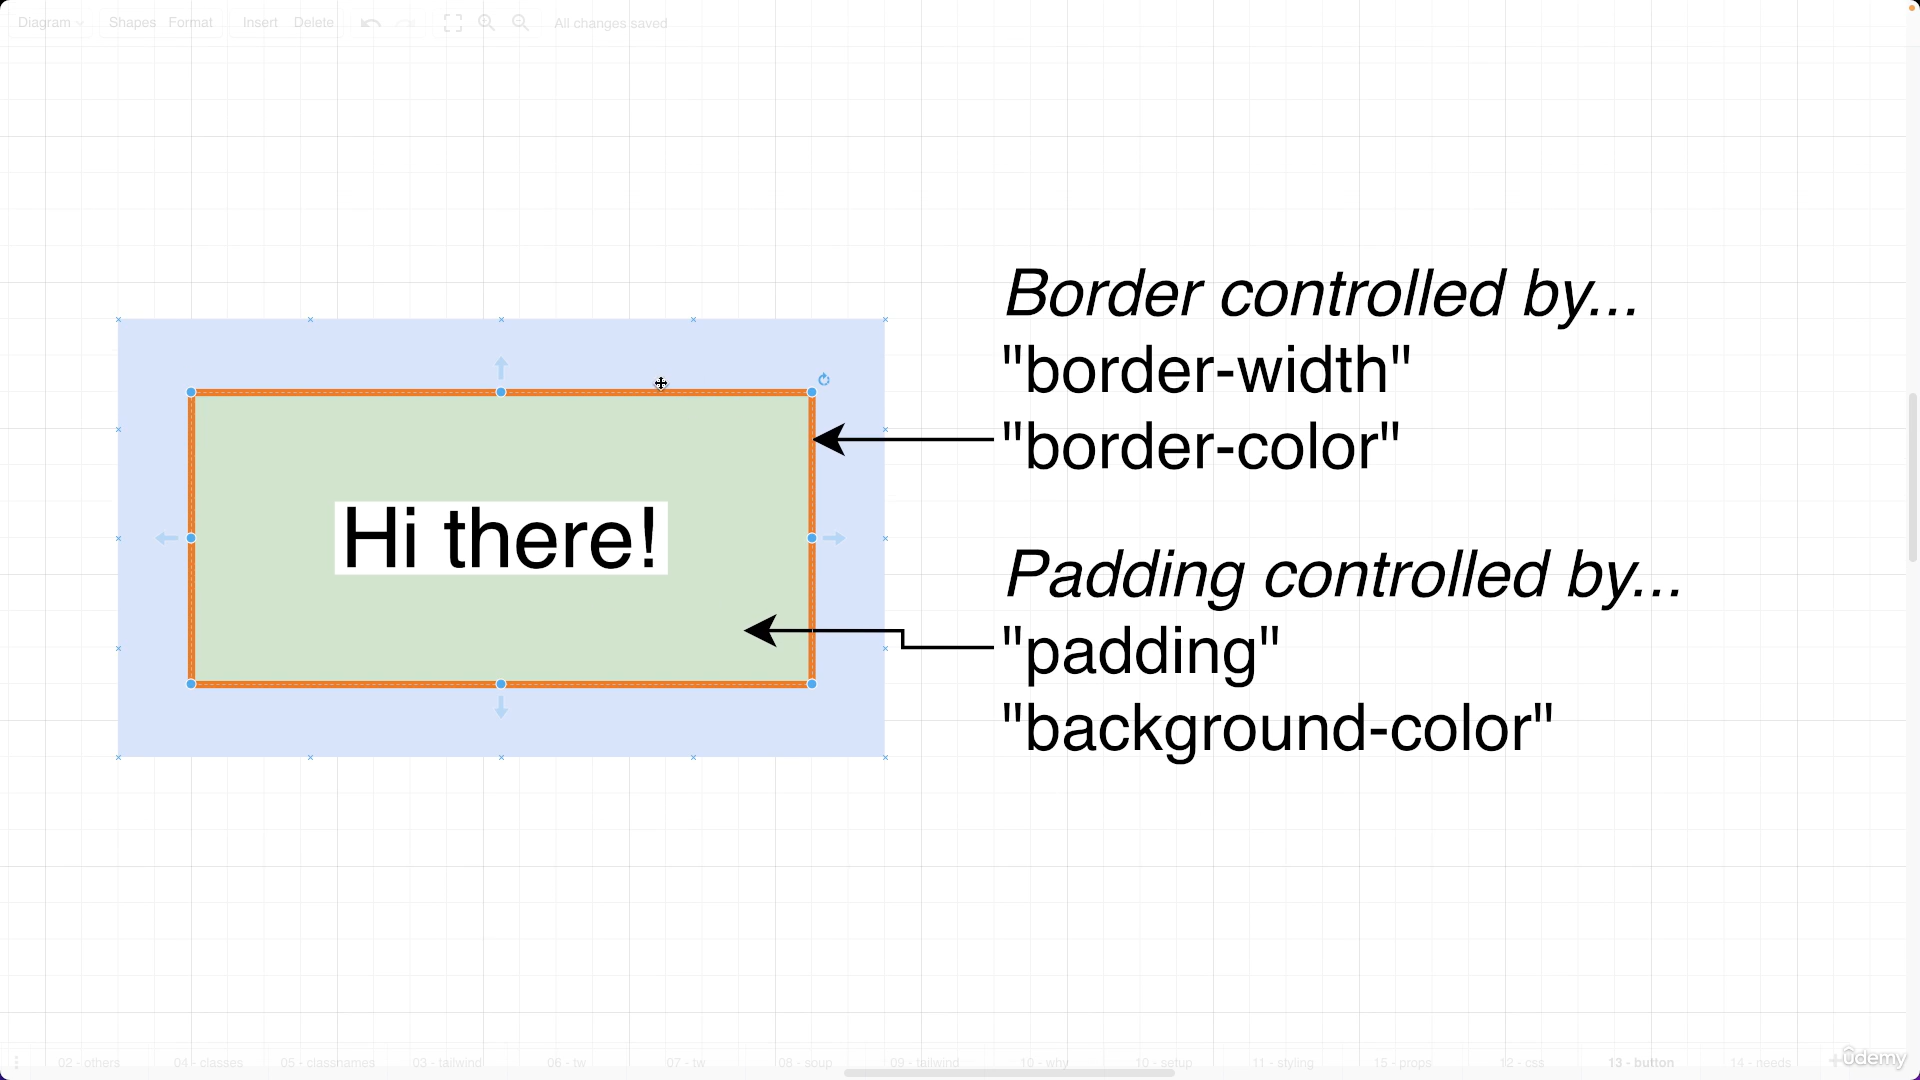 Diagram Shapes Format Insert Delete All changes saved
Border controlled by...
"border-width"
"border-color"
Hi there!
Padding controlled by...
"padding"
"background-color"
02 - others 04 - classes 05 - classnames 03 - tailwind 06 - tw 07 - tw 08 - soup 09 - tailwind 10 - why 10 - setup 11 - styling 15 - props 12 - css 13 - button 14 - needs
ûdemy